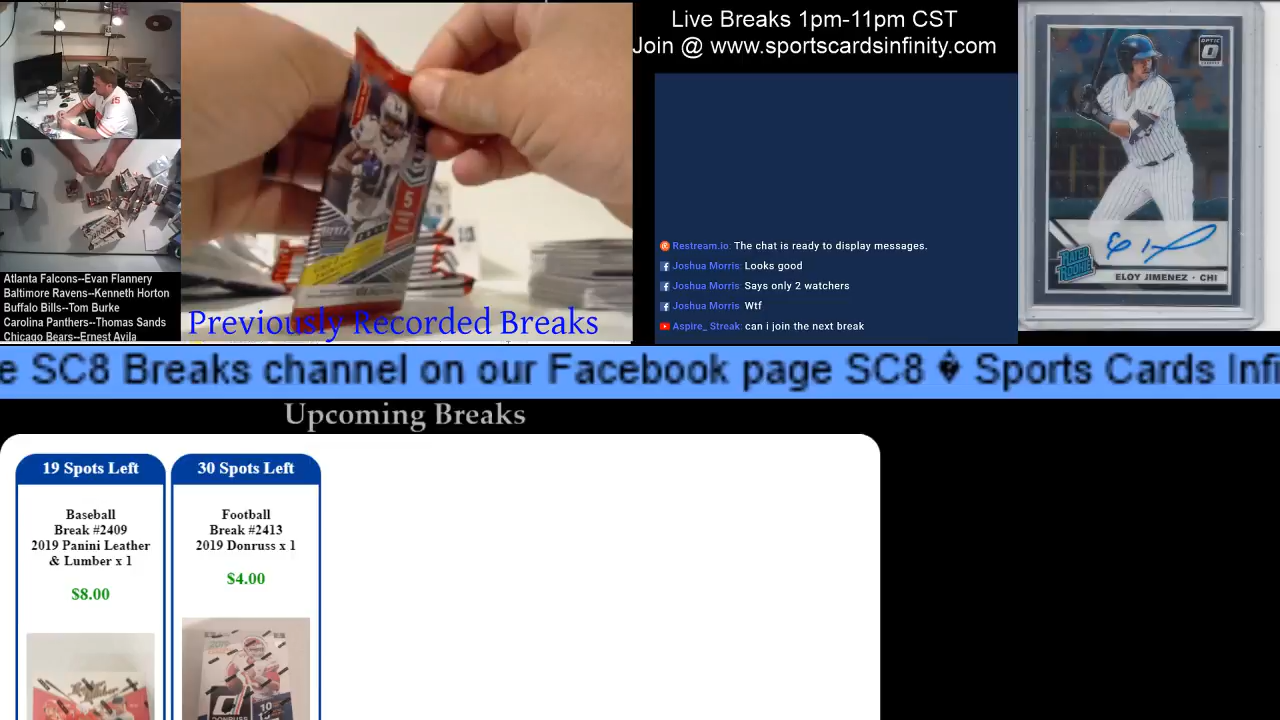 Live Breaks 1pm-11pm CST
Join @ www.sportscardsinfinity.com
OPTIC
RATED ROOKIE
ELOY JIMENEZ · CHI
Restream.io: The chat is ready to display messages.
Joshua Morris: Looks good
Joshua Morris: Says only 2 watchers
Joshua Morris: Wtf
Aspire_ Streak: can i join the next break
Atlanta Falcons--Evan Flannery
Baltimore Ravens--Kenneth Horton
Buffalo Bills--Tom Burke
Carolina Panthers--Thomas Sands
Chicago Bears--Ernest Avila
Previously Recorded Breaks
e SC8 Breaks channel on our Facebook page SC8 � Sports Cards Infi
Upcoming Breaks
19 Spots Left
Baseball
Break #2409
2019 Panini Leather
& Lumber x 1
$8.00
30 Spots Left
Football
Break #2413
2019 Donruss x 1
$4.00
DONRUSS
10